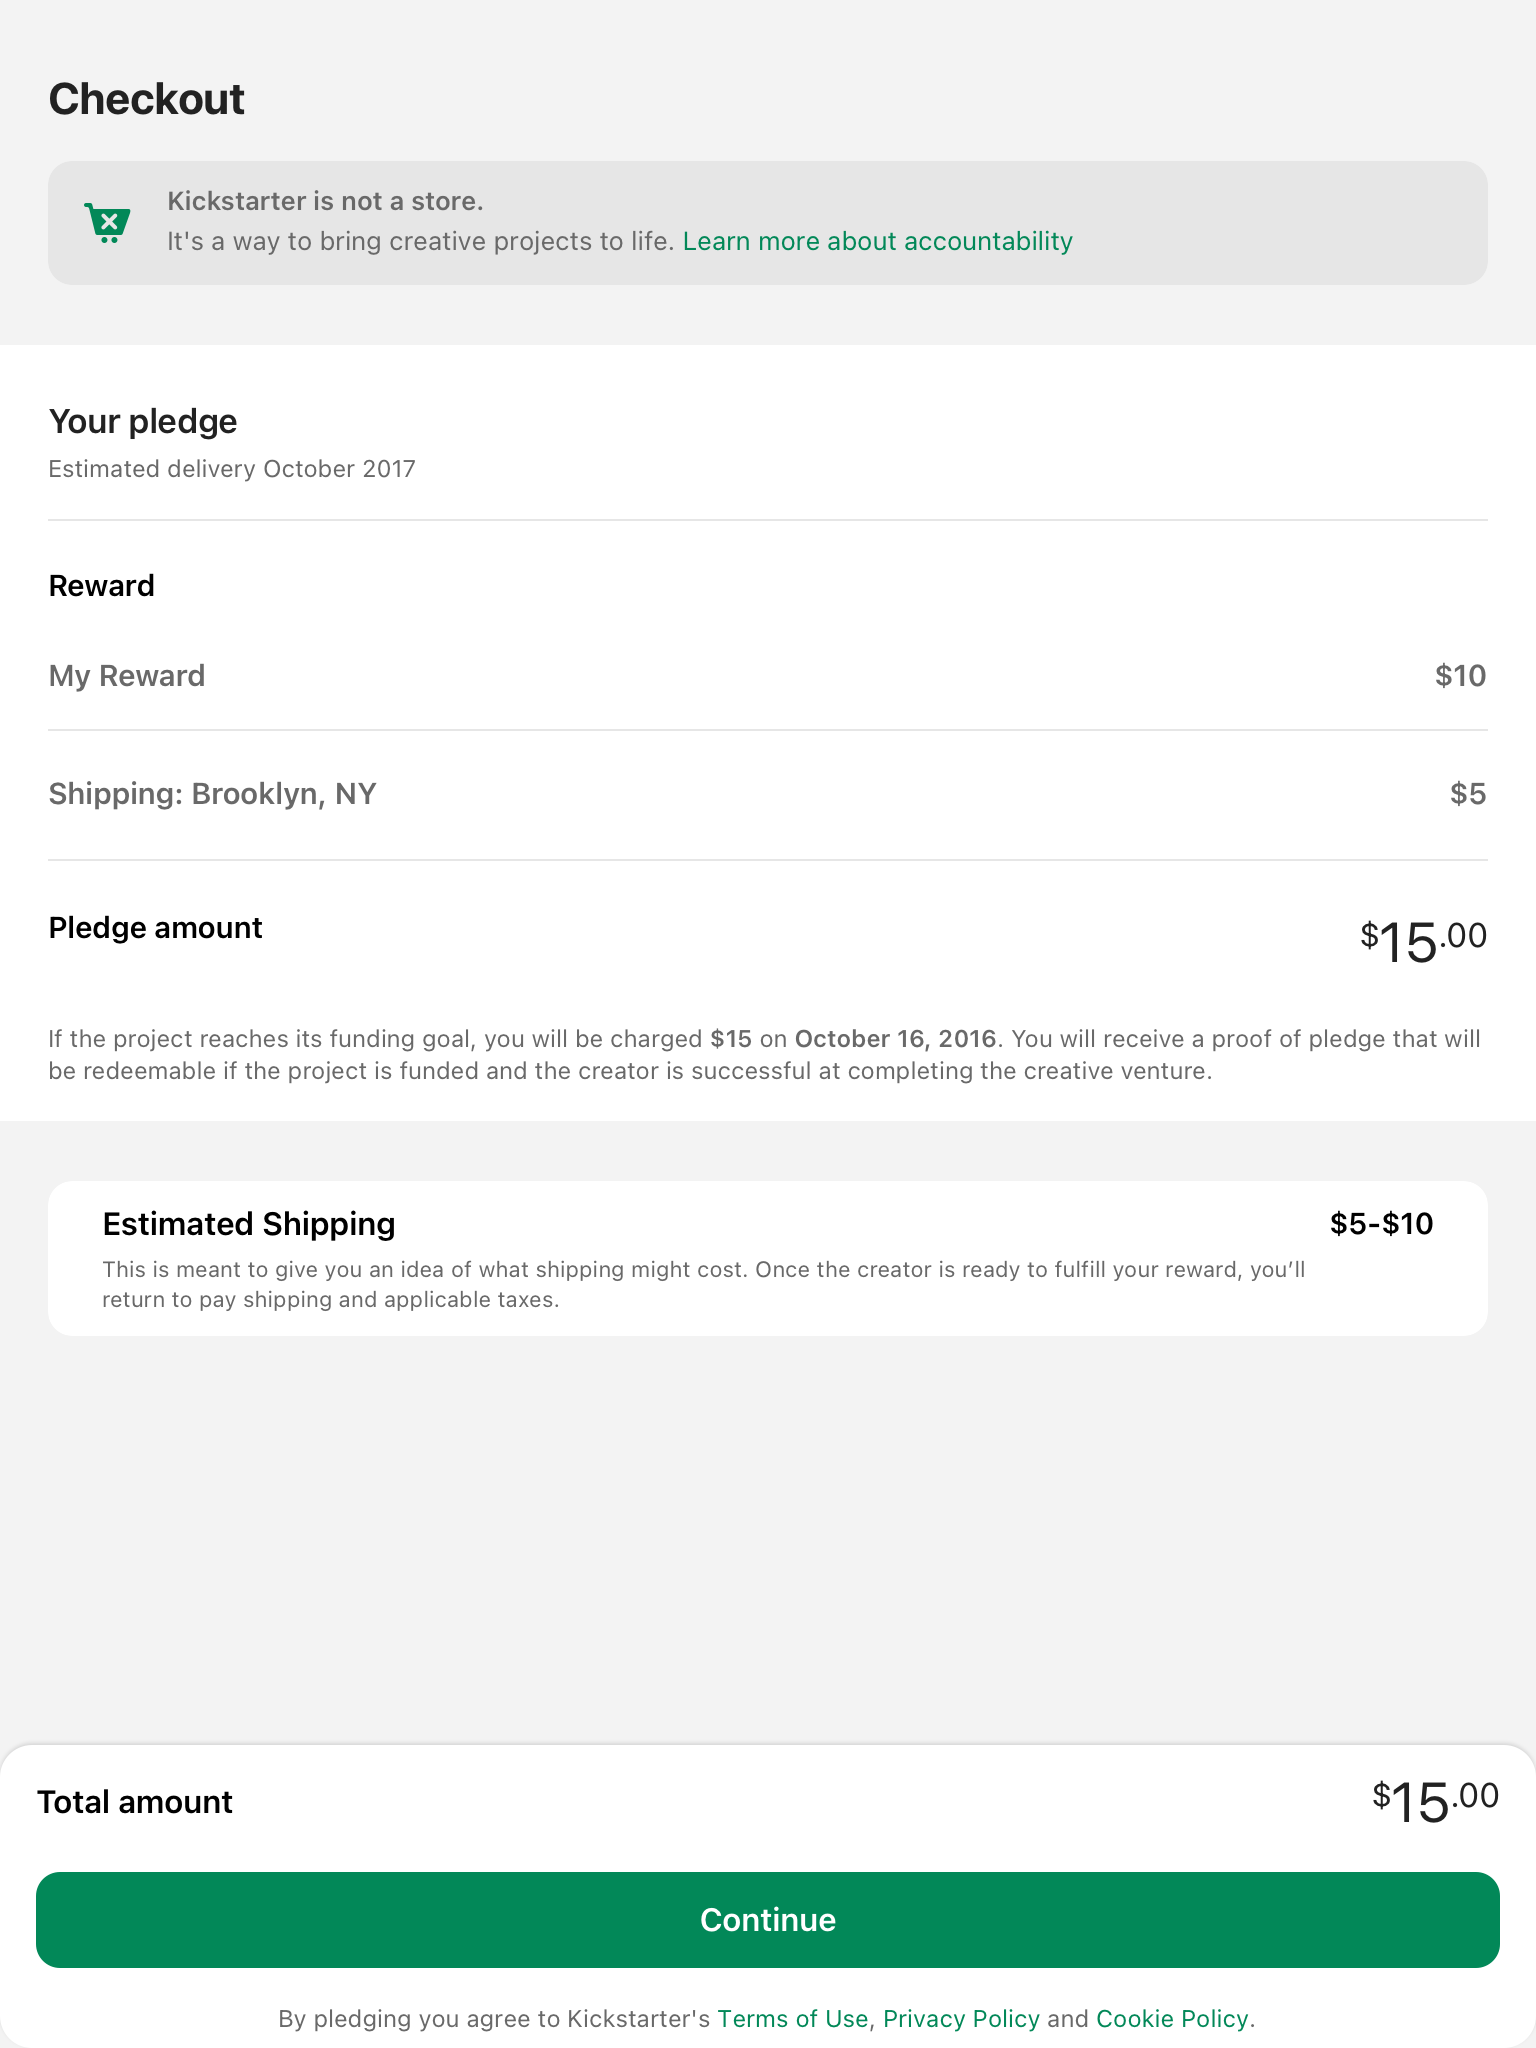 Checkout
Kickstarter is not a store.
It's a way to bring creative projects to life. Learn more about accountability
Your pledge
Estimated delivery October 2017
Reward
My Reward $10
Shipping: Brooklyn, NY $5
Pledge amount $15.00
If the project reaches its funding goal, you will be charged $15 on October 16, 2016. You will receive a proof of pledge that will
be redeemable if the project is funded and the creator is successful at completing the creative venture.
Estimated Shipping $5-$10
This is meant to give you an idea of what shipping might cost. Once the creator is ready to fulfill your reward, you’ll
return to pay shipping and applicable taxes.
Total amount $15.00
Continue
By pledging you agree to Kickstarter's Terms of Use, Privacy Policy and Cookie Policy.